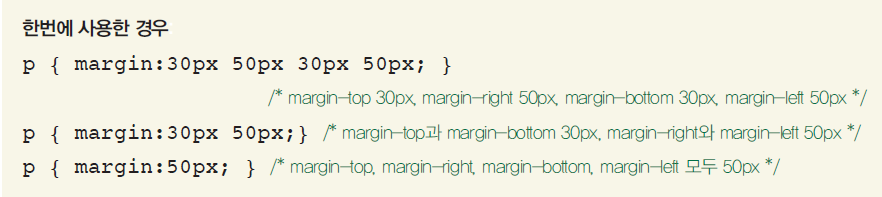 한번에 사용한 경우
p { margin:30px 50px 30px 50px; }
/* margin-top 30px, margin-right 50px, margin-bottom 30px, margin-left 50px */
p { margin:30px 50px;} /* margin-top과 margin-bottom 30px, margin-right와 margin-left 50px */
p { margin:50px; } /* margin-top, margin-right, margin-bottom, margin-left 모두 50px */